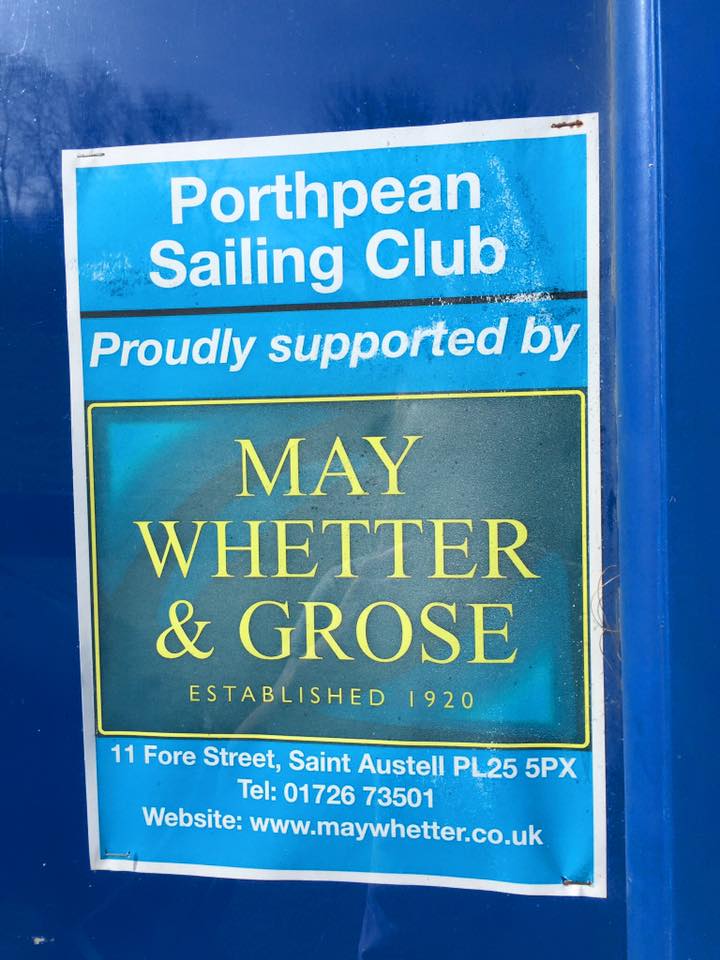 Porthpean
Sailing Club
Proudly supported by
MAY
WHETTER
& GROSE
ESTABLISHED 1920
11 Fore Street, Saint Austell PL25 5PX
Tel: 01726 73501
Website: www.maywhetter.co.uk